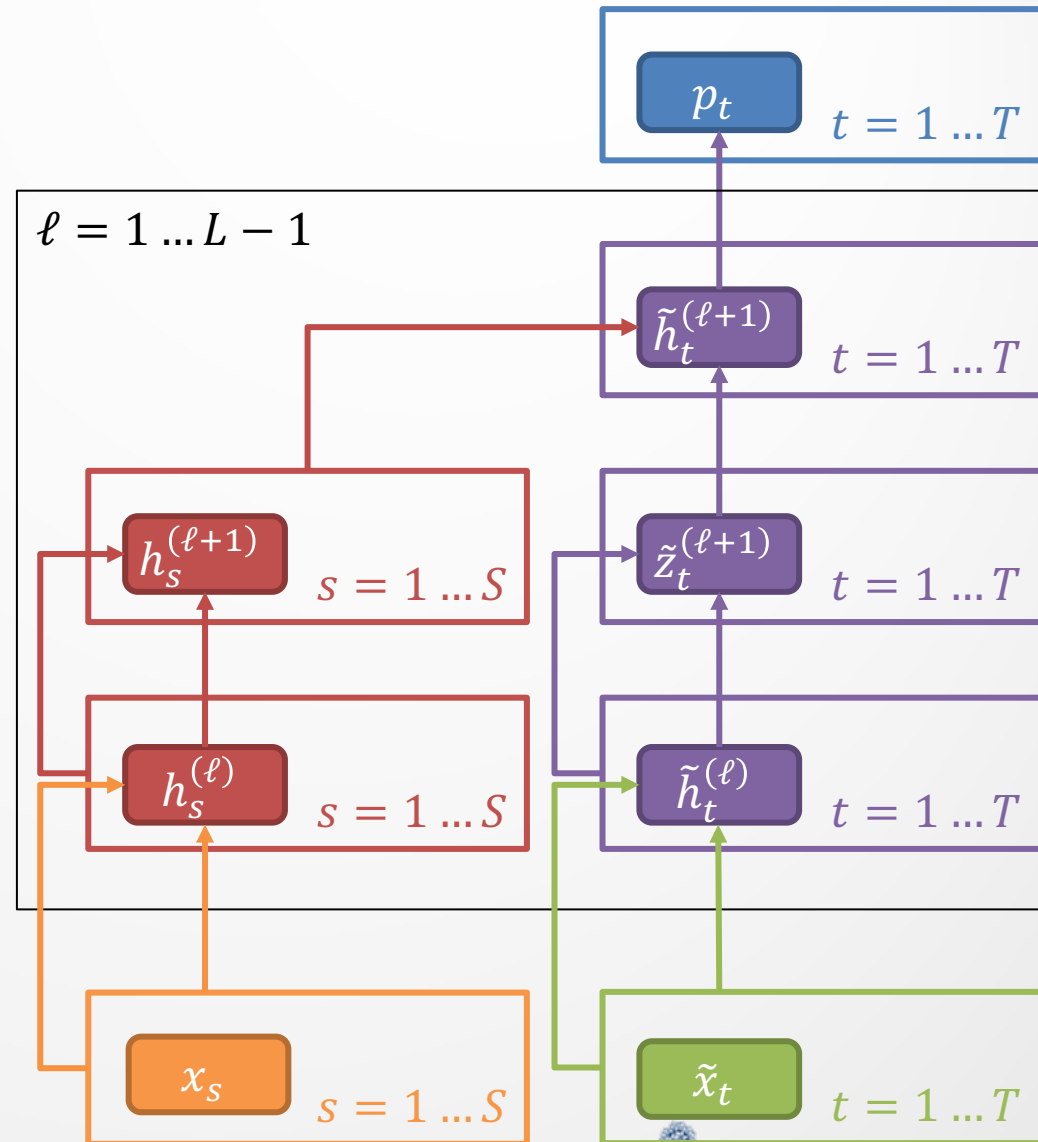 p_t
t = 1 … T
ℓ = 1 … L − 1
h̃_t^(ℓ+1)
t = 1 … T
h_s^(ℓ+1)
s = 1 … S
z̃_t^(ℓ+1)
t = 1 … T
h_s^(ℓ)
s = 1 … S
h̃_t^(ℓ)
t = 1 … T
x_s
s = 1 … S
x̃_t
t = 1 … T